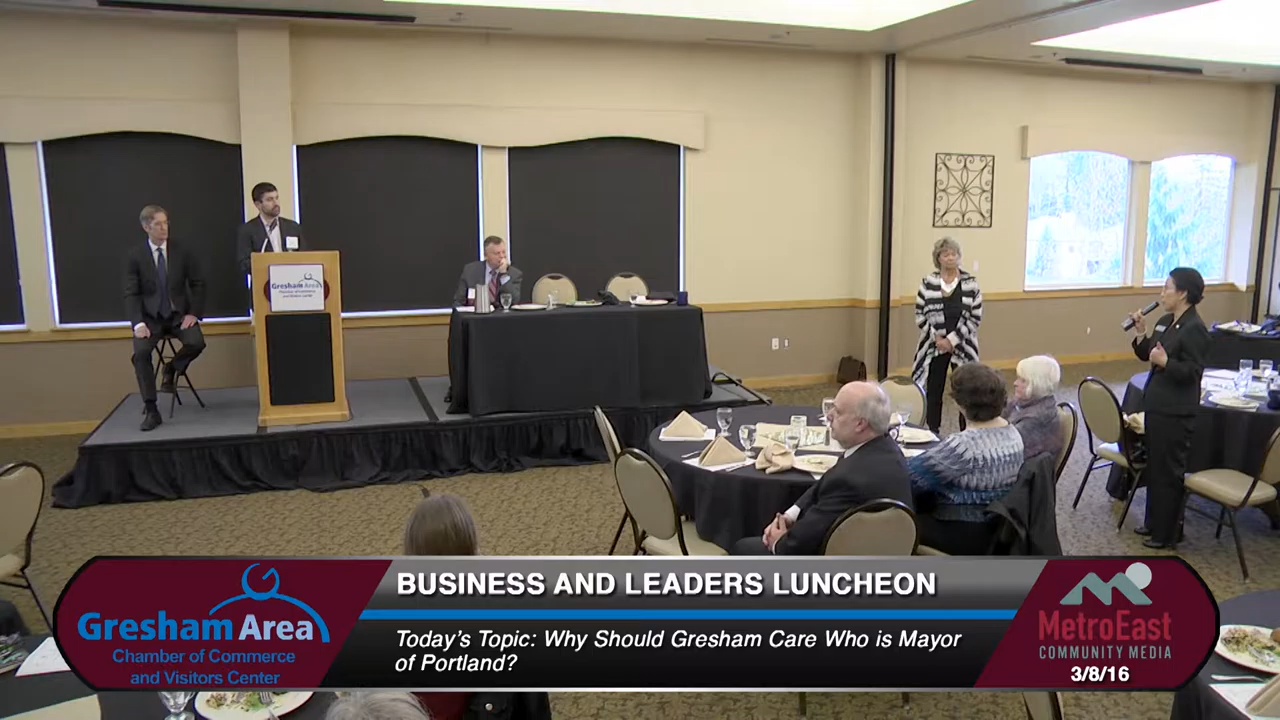 Gresham Area
BUSINESS AND LEADERS LUNCHEON
Today's Topic: Why Should Gresham Care Who is Mayor
of Portland?
Gresham Area
Chamber of Commerce
and Visitors Center
MetroEast
COMMUNITY MEDIA
3/8/16